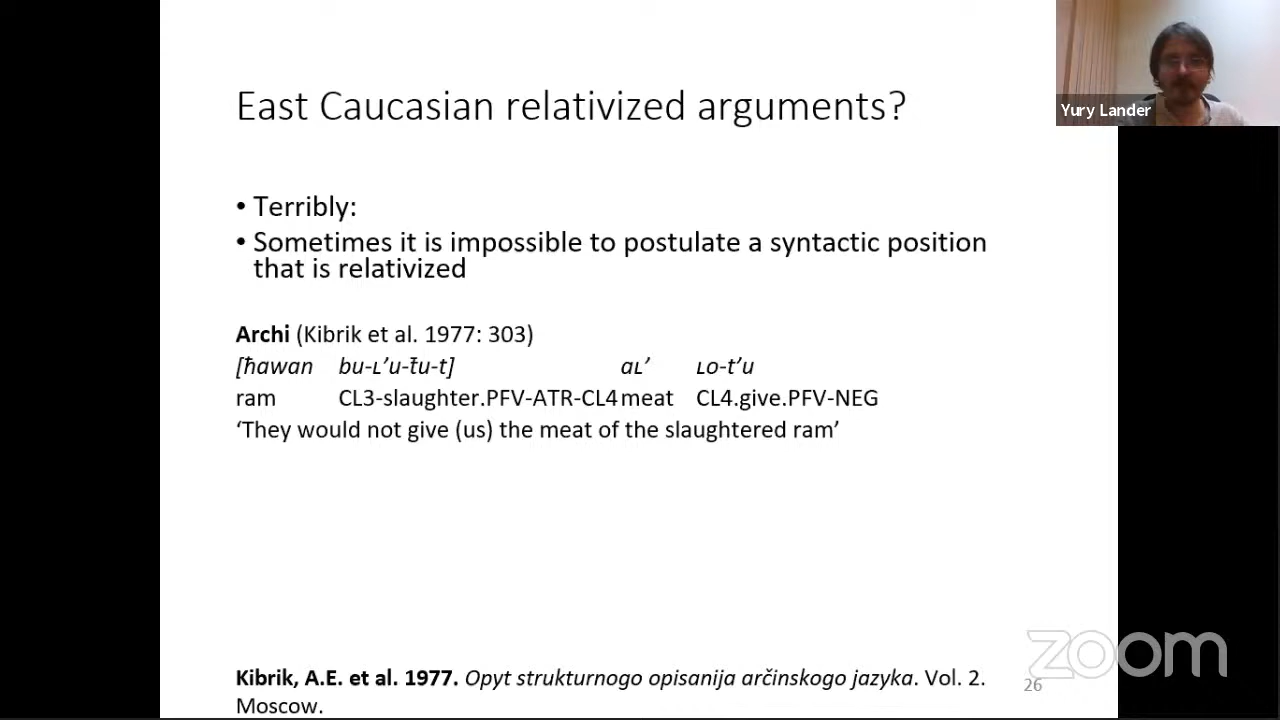 East Caucasian relativized arguments?
Yury Lander
• Terribly:
• Sometimes it is impossible to postulate a syntactic position
that is relativized
Archi (Kibrik et al. 1977: 303)
[ħawan bu-ʟ’u-t̄u-t] aʟ’ ʟo-t’u
ram CL3-slaughter.PFV-ATR-CL4 meat CL4.give.PFV-NEG
‘They would not give (us) the meat of the slaughtered ram’
zoom
26
Kibrik, A.E. et al. 1977. Opyt strukturnogo opisanija arčinskogo jazyka. Vol. 2.
Moscow.